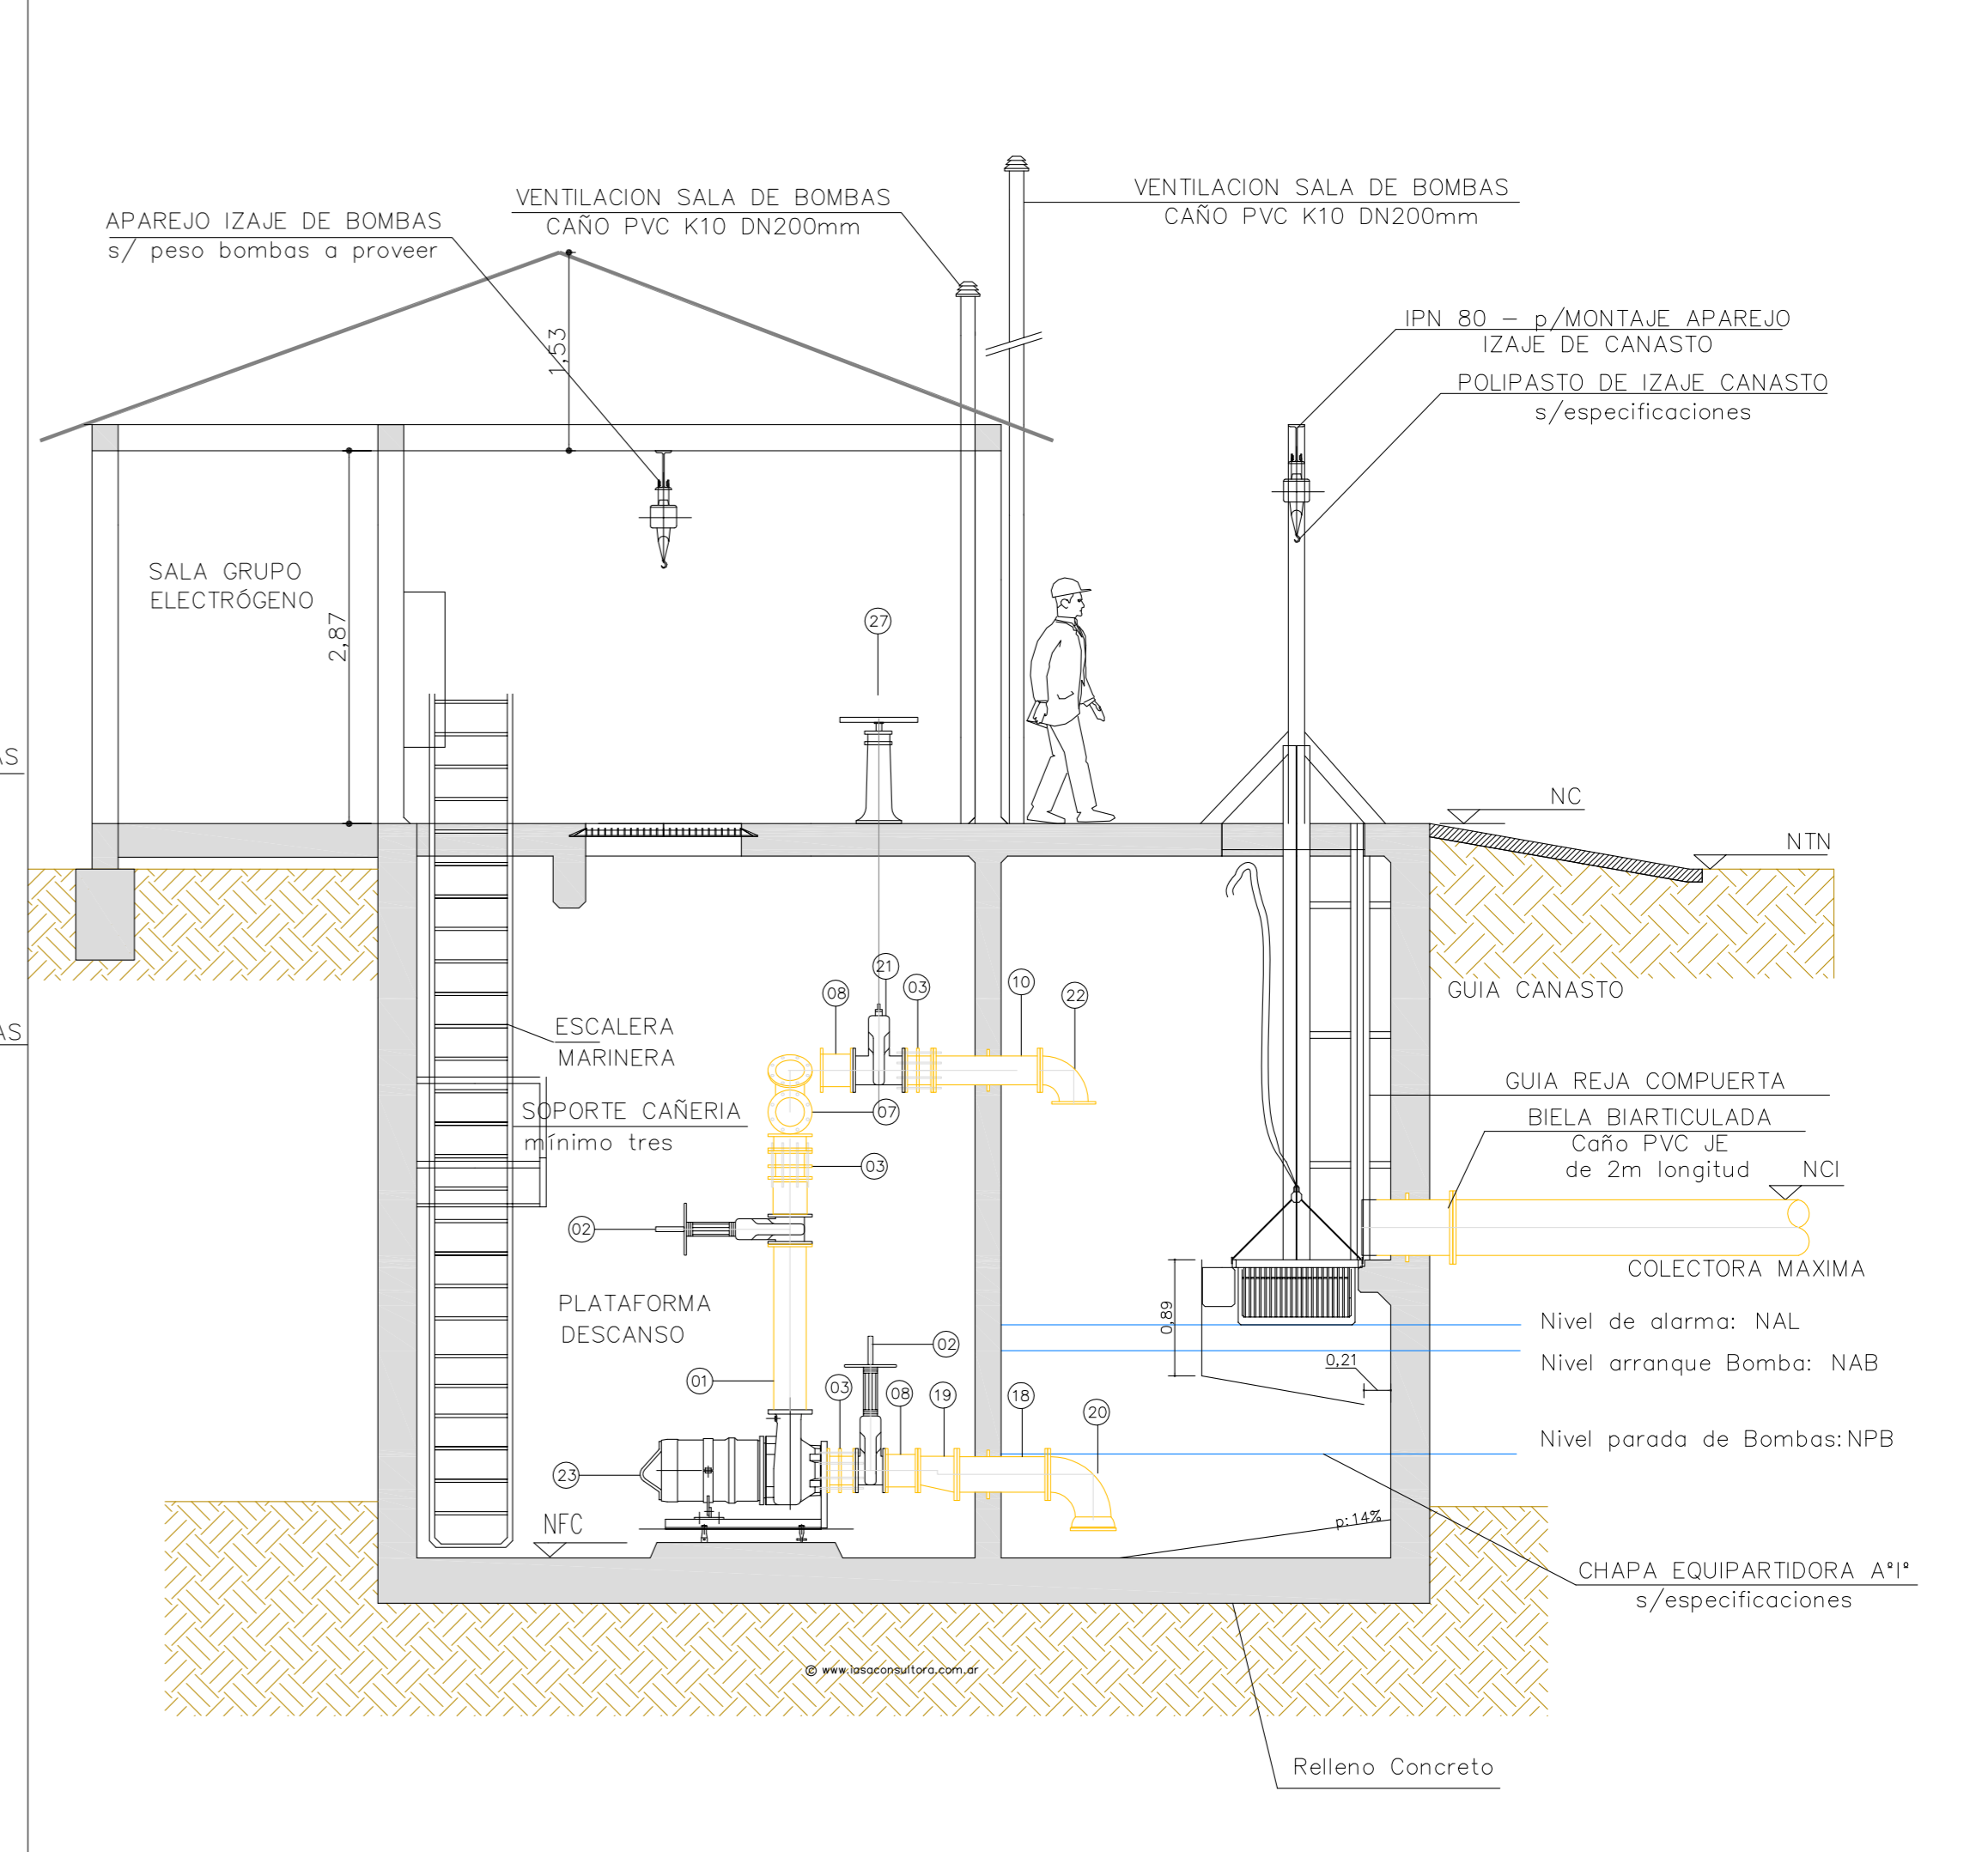 VENTILACION SALA DE BOMBAS
CAÑO PVC K10 DN200mm
VENTILACION SALA DE BOMBAS
CAÑO PVC K10 DN200mm
APAREJO IZAJE DE BOMBAS
s/ peso bombas a proveer
IPN 80 – p/MONTAJE APAREJO
IZAJE DE CANASTO
1,53
POLIPASTO DE IZAJE CANASTO
s/especificaciones
SALA GRUPO
ELECTRÓGENO
2,87
27
AS
NC
NTN
21
08
03
10
22
GUIA CANASTO
AS
ESCALERA
MARINERA
GUIA REJA COMPUERTA
SOPORTE CAÑERIA
mínimo tres
07
BIELA BIARTICULADA
Caño PVC JE
de 2m longitud
NCI
03
02
COLECTORA MAXIMA
PLATAFORMA
DESCANSO
0,89
Nivel de alarma: NAL
02
Nivel arranque Bomba: NAB
0,21
01
03
08
19
18
20
Nivel parada de Bombas: NPB
23
NFC
p:14%
CHAPA EQUIPARTIDORA AºIº
s/especificaciones
© www.iasaconsultora.com.ar
Relleno Concreto